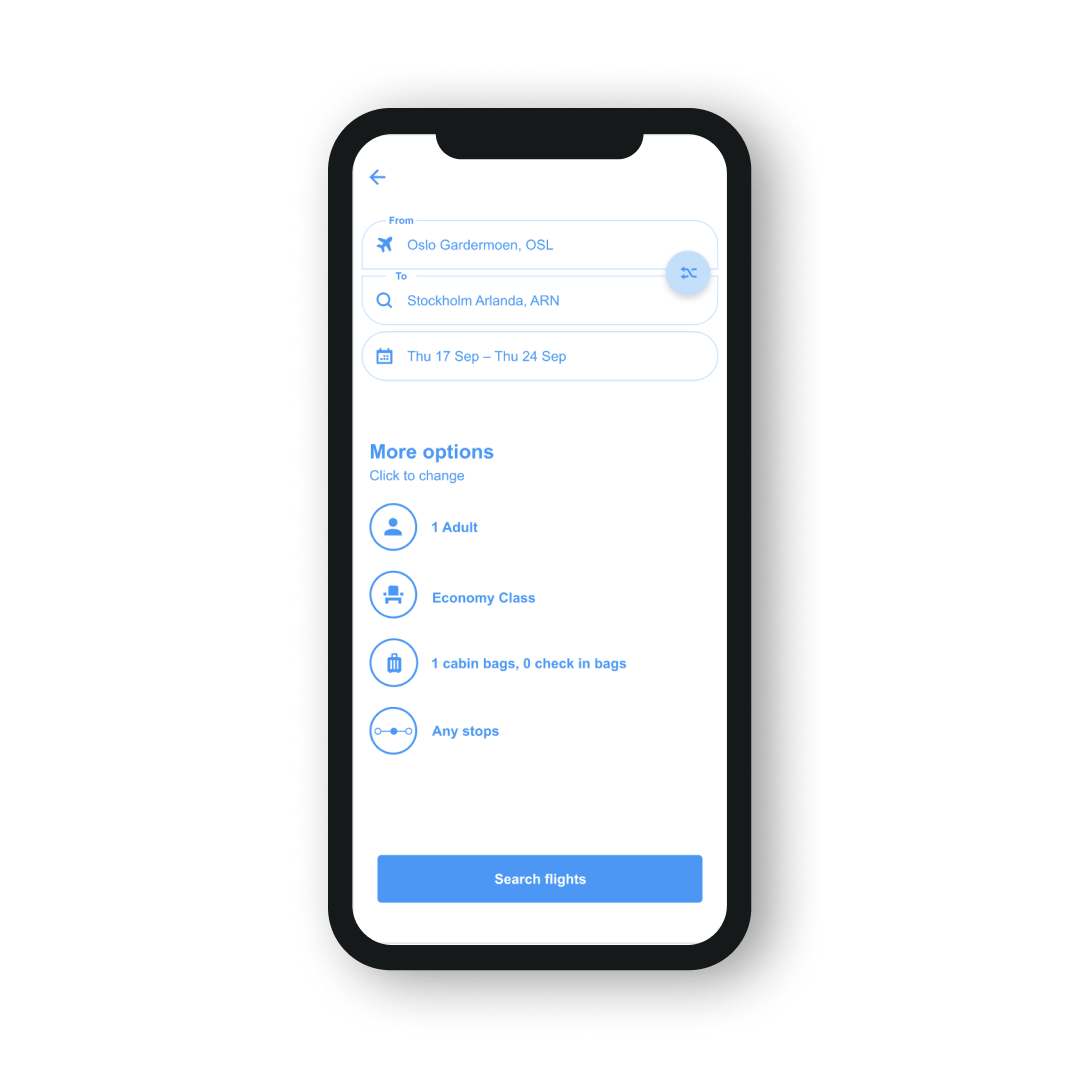 From
Oslo Gardermoen, OSL
To
Stockholm Arlanda, ARN
Thu 17 Sep – Thu 24 Sep
More options
Click to change
1 Adult
Economy Class
1 cabin bags, 0 check in bags
Any stops
Search flights